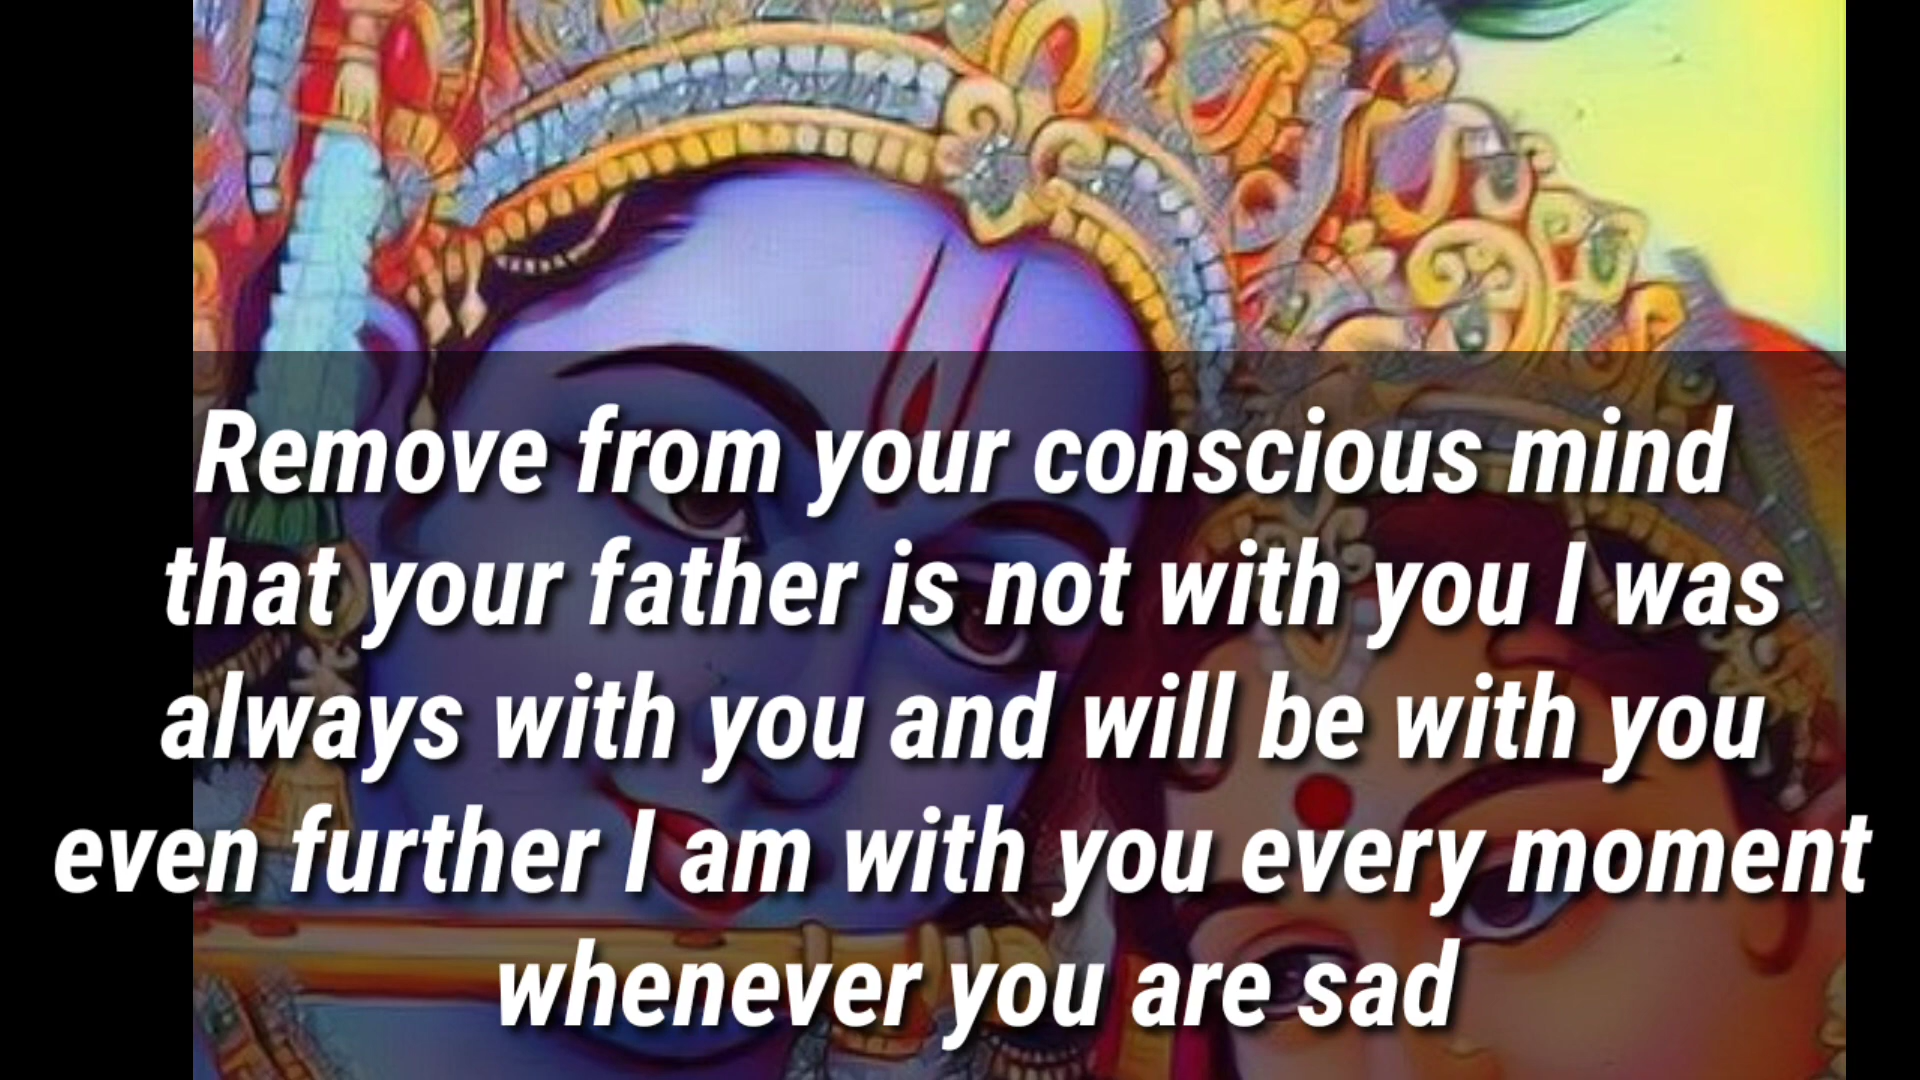 Remove from your conscious mind
that your father is not with you I was
always with you and will be with you
even further I am with you every moment
whenever you are sad